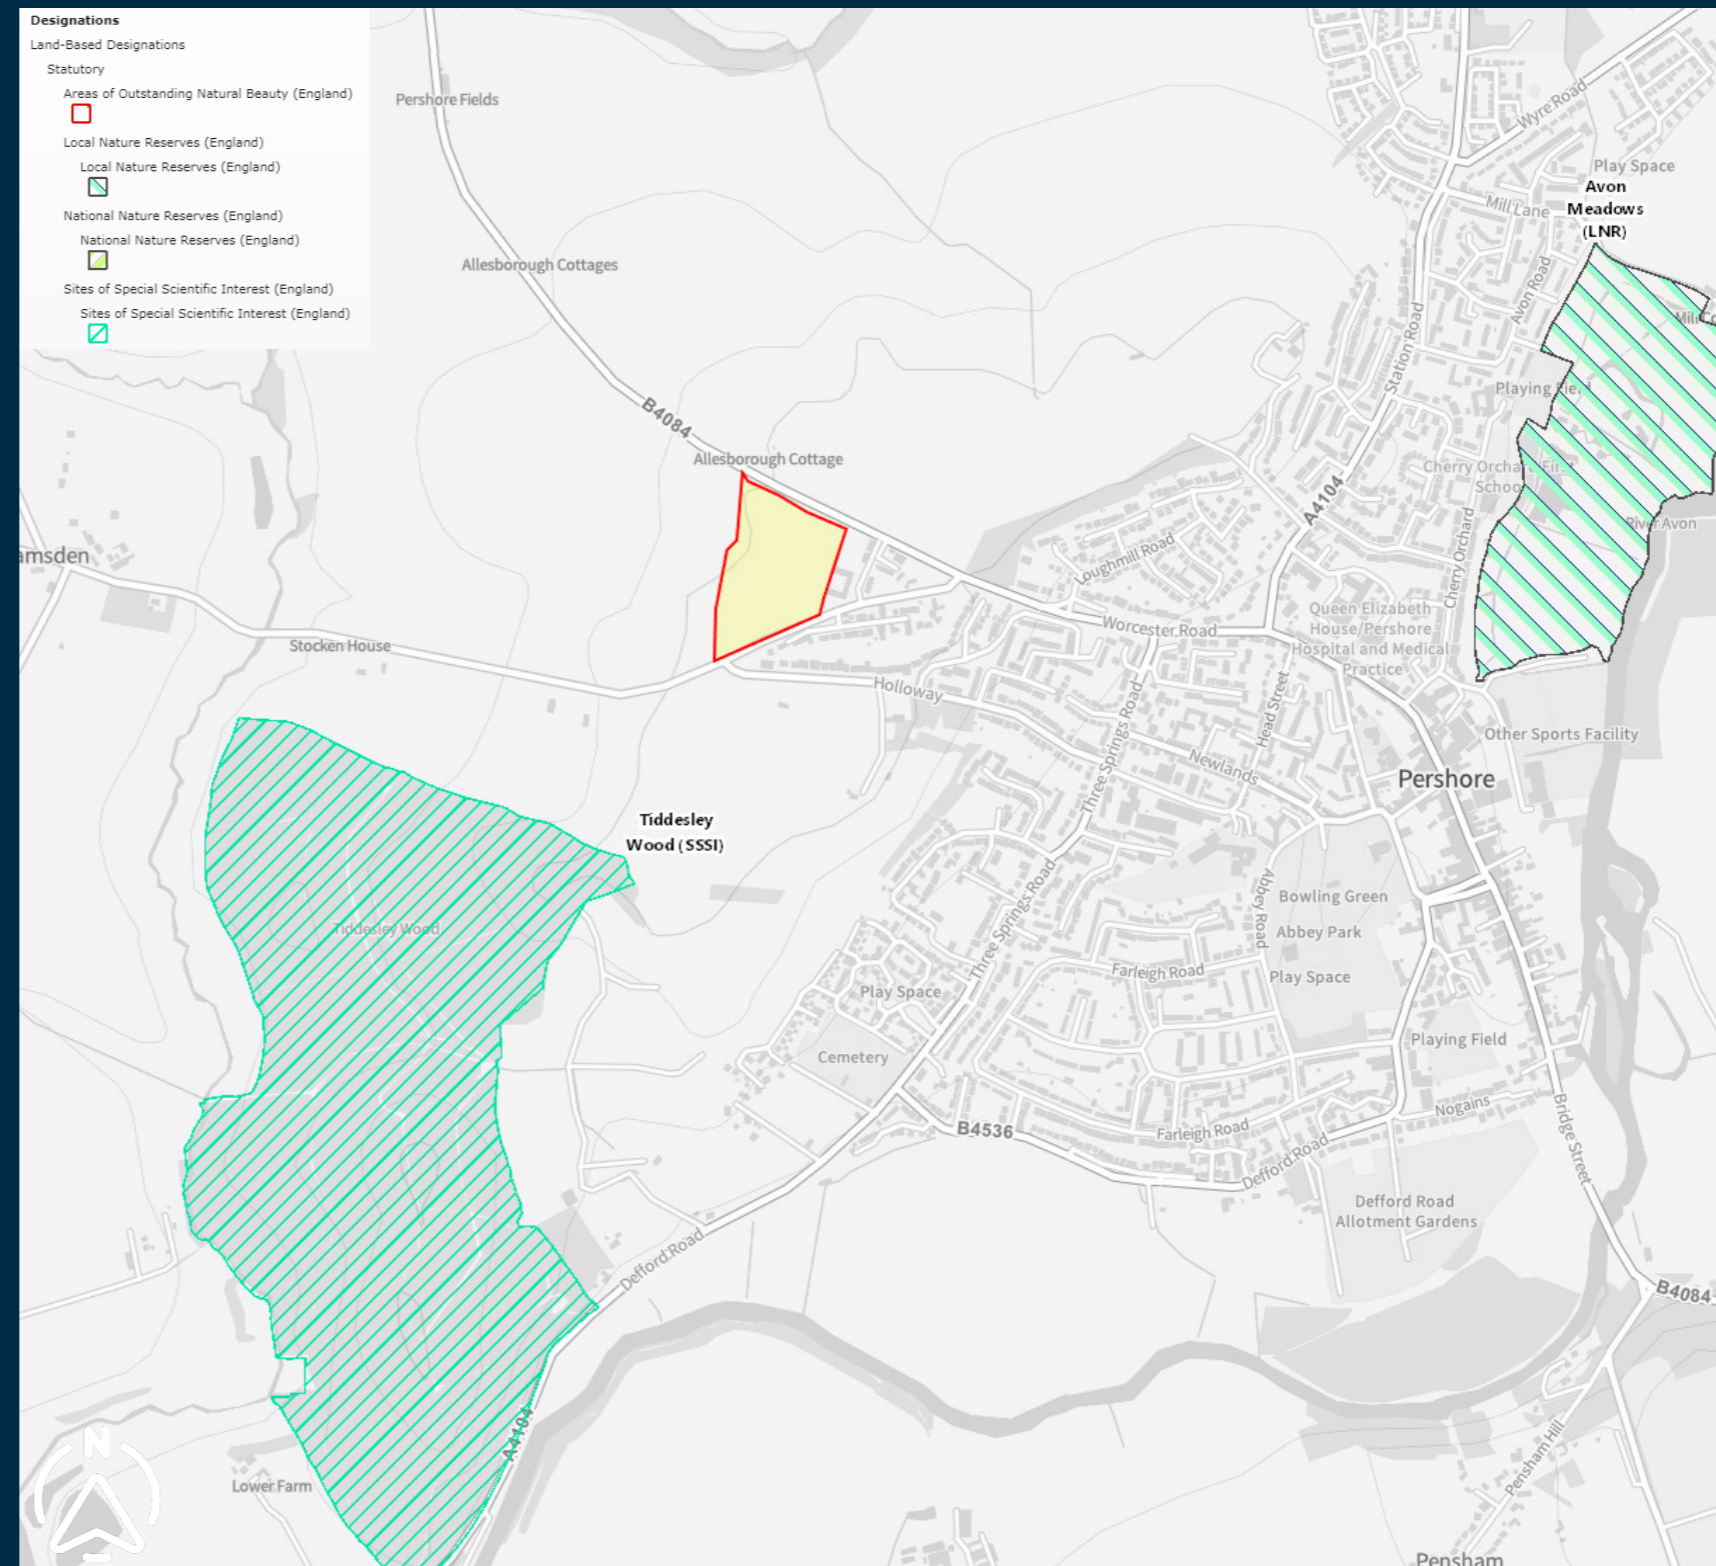 Designations
Land-Based Designations
Statutory
Areas of Outstanding Natural Beauty (England)
Local Nature Reserves (England)
Local Nature Reserves (England)
National Nature Reserves (England)
National Nature Reserves (England)
Sites of Special Scientific Interest (England)
Sites of Special Scientific Interest (England)
Pershore Fields
Wyre Road
Play Space
Avon
Meadows
(LNR)
Mill Lane
Allesborough Cottages
Avon Road
Station Road
Playing
B4084
Allesborough Cottage
Cherry
A4104
River Avon
amsden
Loughmill Road
Cherry Orchard
Queen Elizabeth
House/Pershore
Hospital and Medical
Practice
Worcester Road
Stocken House
Holloway
Three Springs Road
Head Street
Other Sports Facility
Newlands
Pershore
Tiddesley
Wood (SSSI)
Three Springs Road
Abbey Road
Bowling Green
Abbey Park
Tiddesley Wood
Farleigh Road
Play Space
Play Space
Cemetery
Playing Field
Nogains
B4536
Farleigh Road
Defford Road
Bridge Street
Defford Road
Allotment Gardens
Defford Road
B4084
A4104
Pensham Hill
N
Lower Farm
Pensham